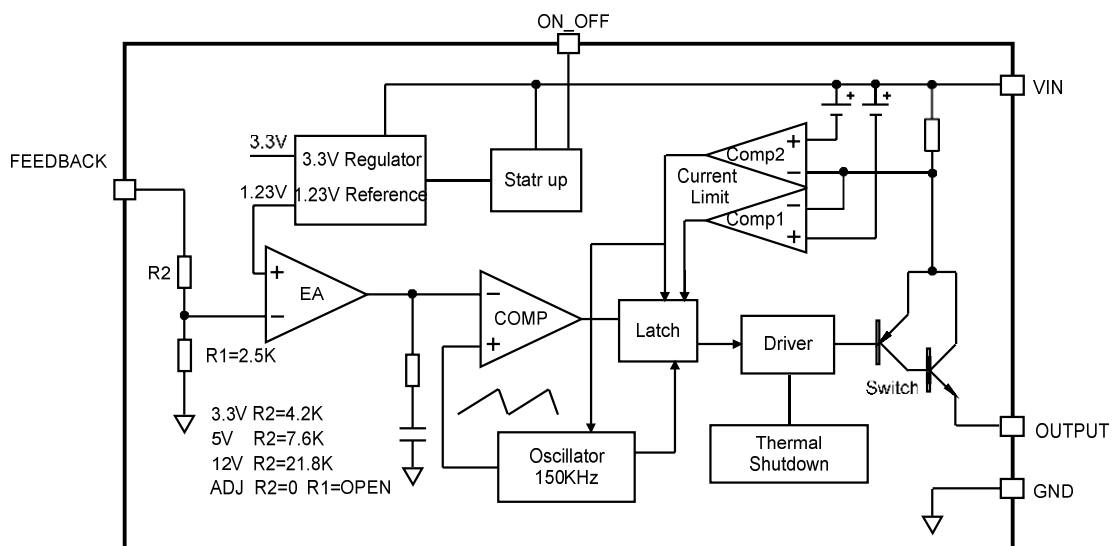 ON_OFF
VIN
FEEDBACK
3.3V
3.3V Regulator
1.23V
1.23V Reference
Statr up
+
+
+
Comp2
−
Current
Limit
−
Comp1
+
R2
+
EA
−
R1=2.5K
−
COMP
+
Latch
Driver
Switch
3.3V R2=4.2K
5V R2=7.6K
12V R2=21.8K
ADJ R2=0 R1=OPEN
Oscillator
150KHz
Thermal
Shutdown
OUTPUT
GND